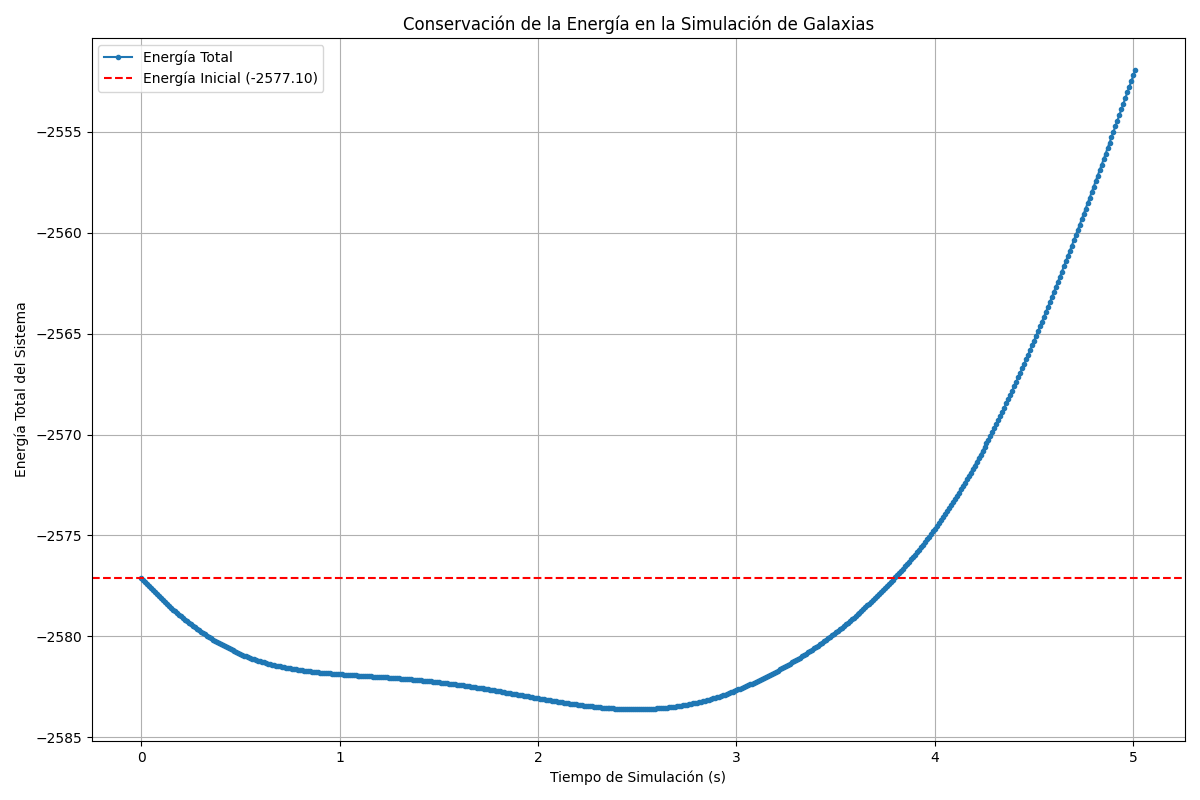 Conservación de la Energía en la Simulación de Galaxias
Energía Total
Energía Inicial (-2577.10)
Energía Total del Sistema
−2555
−2560
−2565
−2570
−2575
−2580
−2585
0 1 2 3 4 5
Tiempo de Simulación (s)